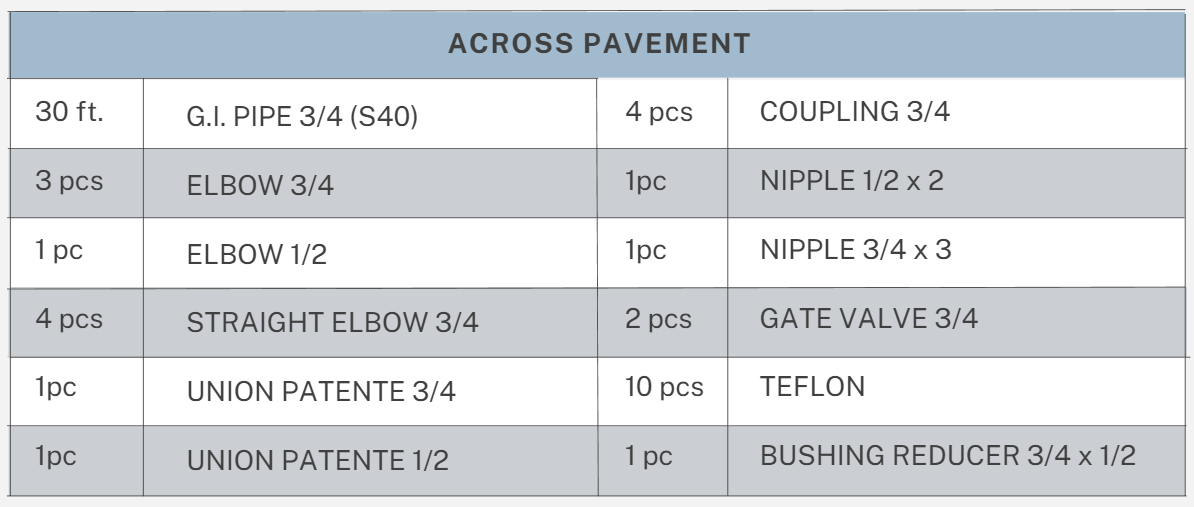 ACROSS PAVEMENT
30 ft. G.I. PIPE 3/4 (S40) 4 pcs COUPLING 3/4
3 pcs ELBOW 3/4 1pc NIPPLE 1/2 x 2
1 pc ELBOW 1/2 1pc NIPPLE 3/4 x 3
4 pcs STRAIGHT ELBOW 3/4 2 pcs GATE VALVE 3/4
1pc UNION PATENTE 3/4 10 pcs TEFLON
1pc UNION PATENTE 1/2 1 pc BUSHING REDUCER 3/4 x 1/2